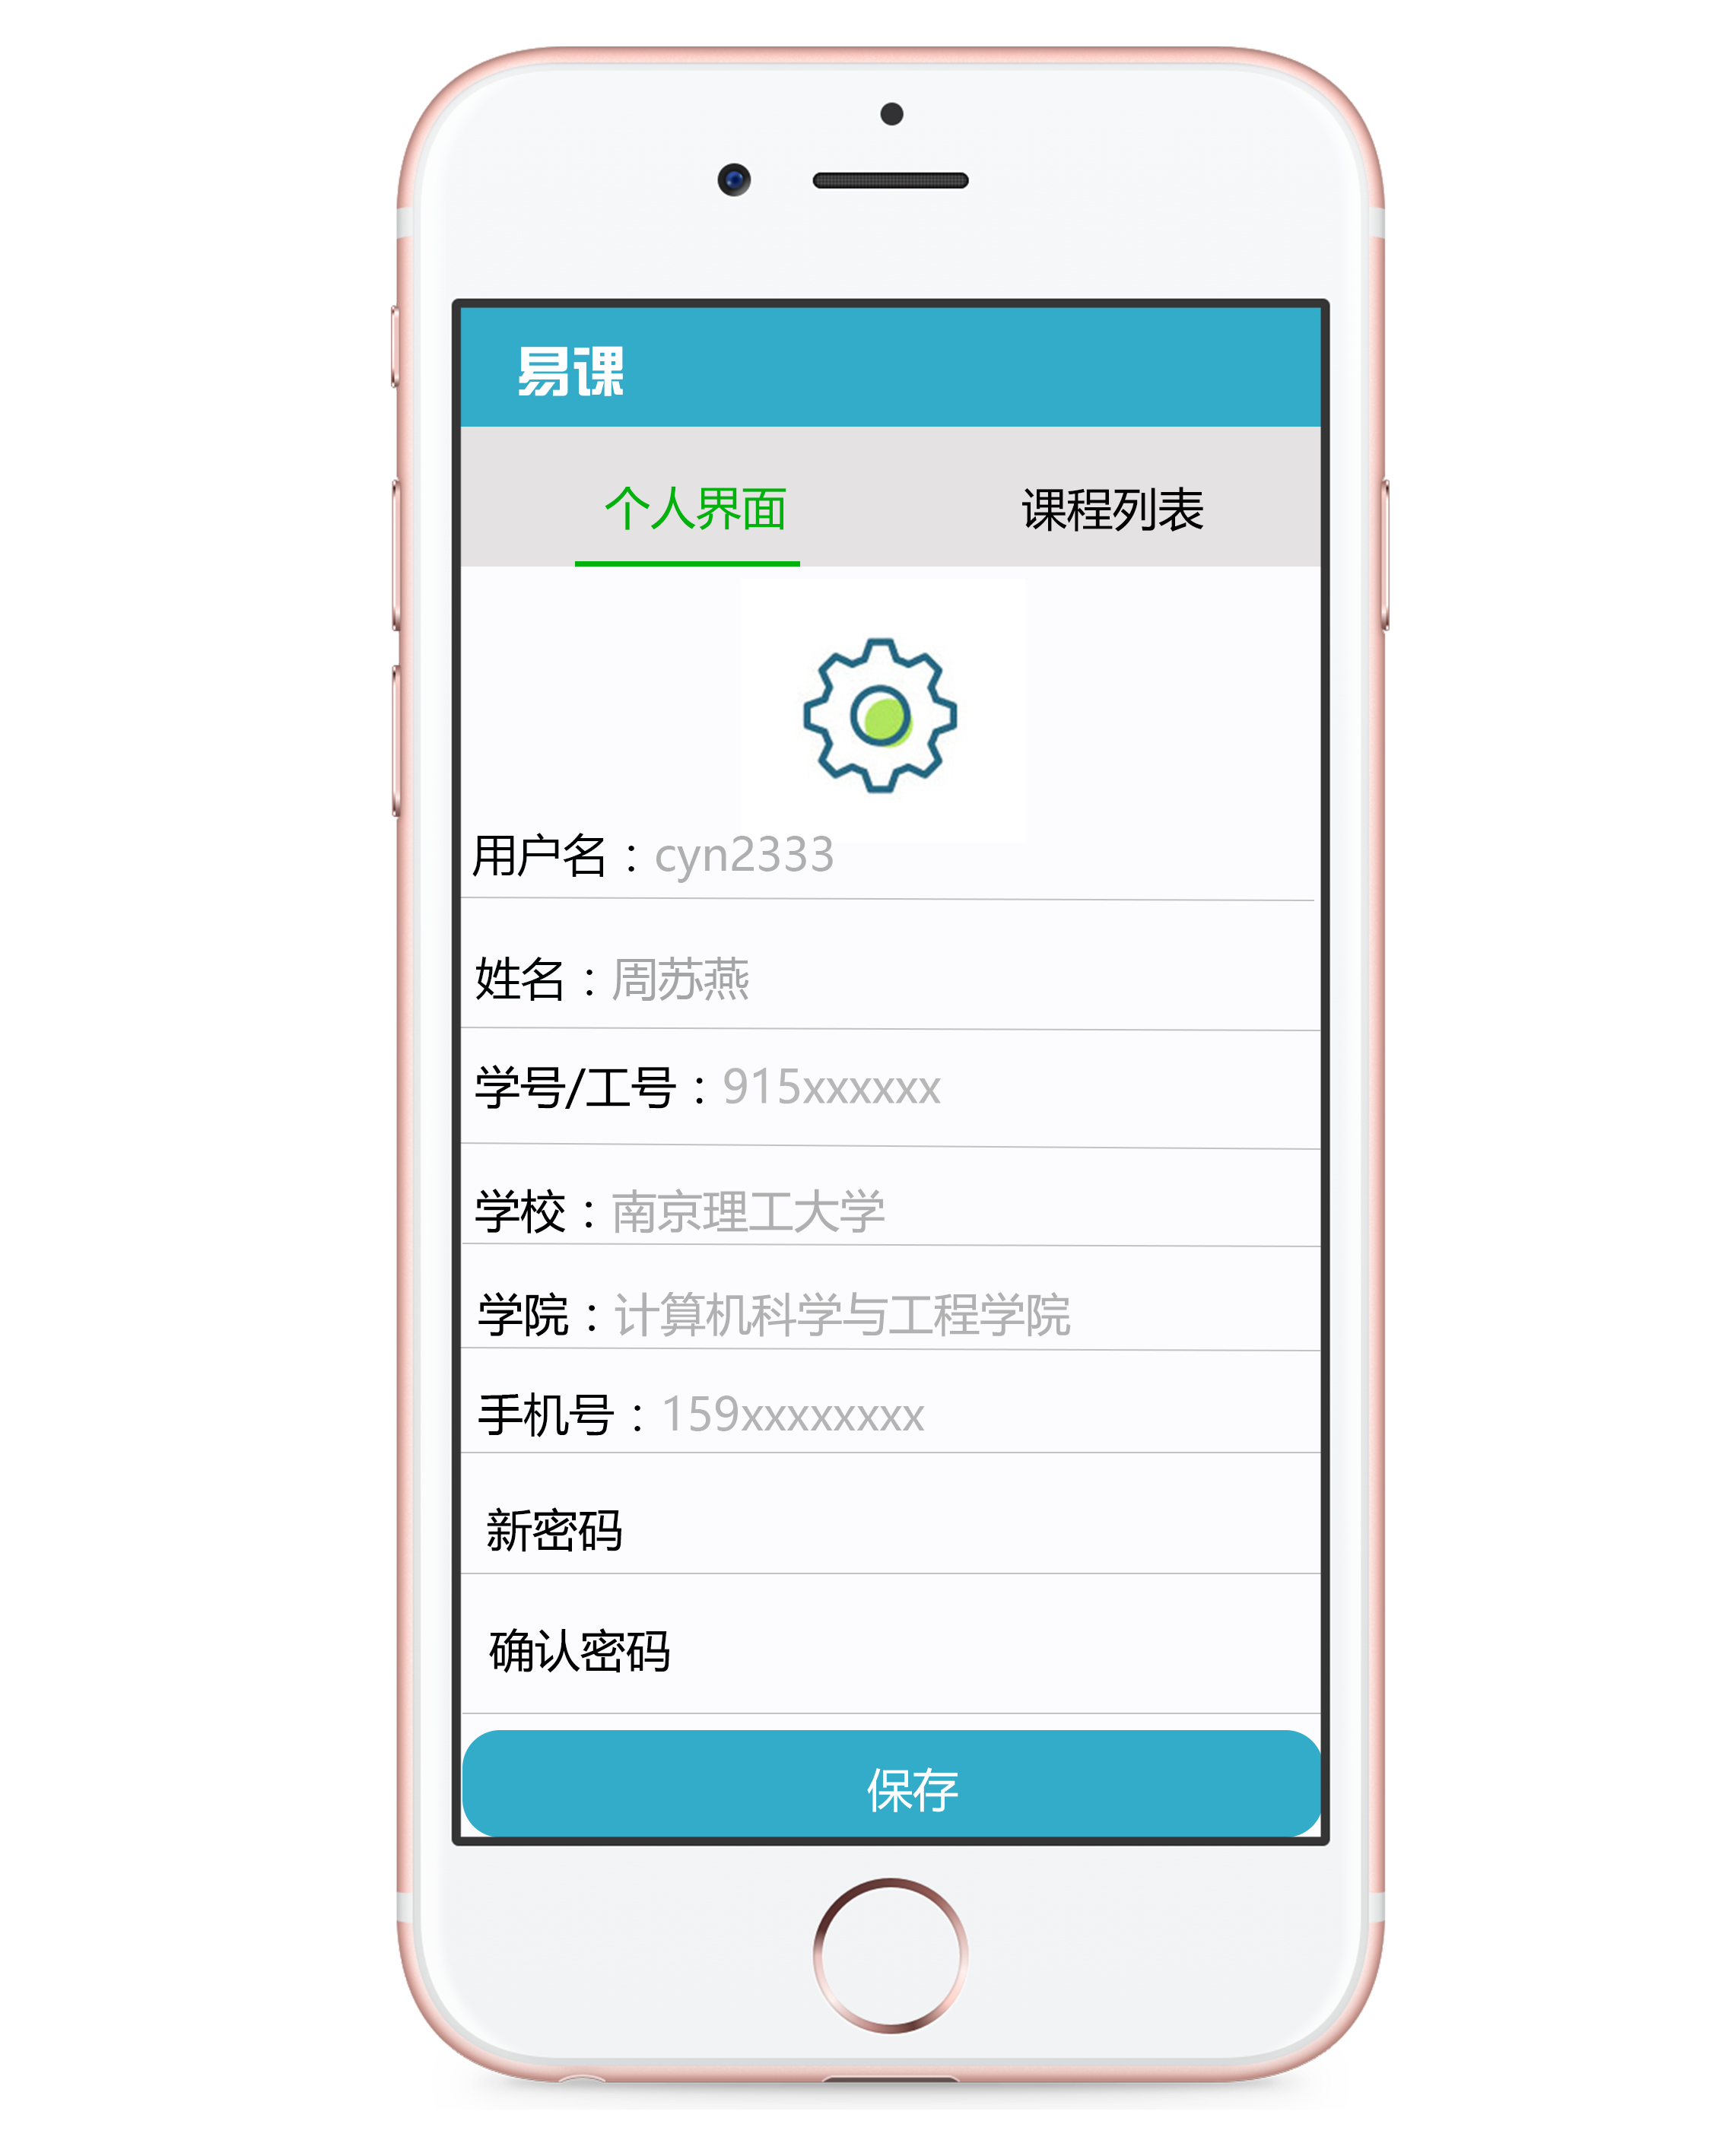 易课
个人界面 课程列表
用户名：cyn2333
姓名：周苏燕
学号/工号：915xxxxxx
学校：南京理工大学
学院：计算机科学与工程学院
手机号：159xxxxxxxx
新密码
确认密码
保存